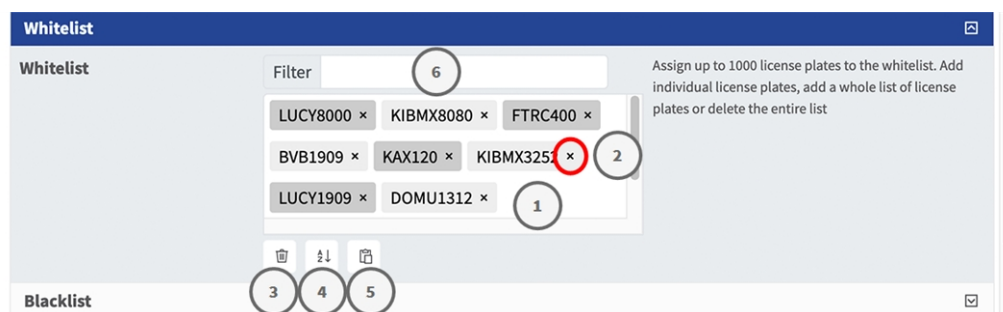 Whitelist
Whitelist
Filter
6
Assign up to 1000 license plates to the whitelist. Add
individual license plates, add a whole list of license
plates or delete the entire list
LUCY8000 × KIBMX8080 × FTRC400 ×
BVB1909 × KAX120 × KIBMX3252 × 2
LUCY1909 × DOMU1312 × 1
3 4 5
Blacklist